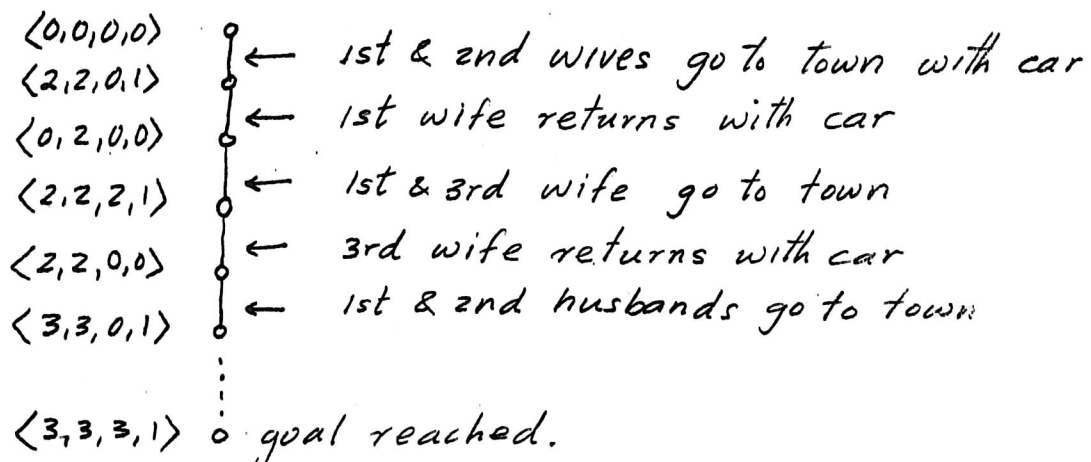 ⟨0,0,0,0⟩
← 1st & 2nd wives go to town with car
⟨2,2,0,1⟩
← 1st wife returns with car
⟨0,2,0,0⟩
← 1st & 3rd wife go to town
⟨2,2,2,1⟩
← 3rd wife returns with car
⟨2,2,0,0⟩
← 1st & 2nd husbands go to town
⟨3,3,0,1⟩
⟨3,3,3,1⟩ goal reached.